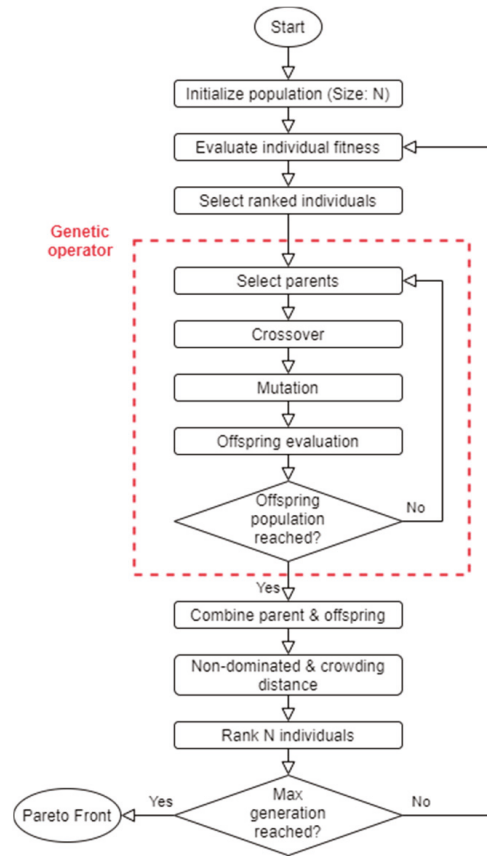 Start
Initialize population (Size: N)
Evaluate individual fitness
Select ranked individuals
Genetic
operator
Select parents
Crossover
Mutation
Offspring evaluation
Offspring
population
reached?
No
Yes
Combine parent & offspring
Non-dominated & crowding
distance
Rank N individuals
Max
generation
reached?
Yes
No
Pareto Front